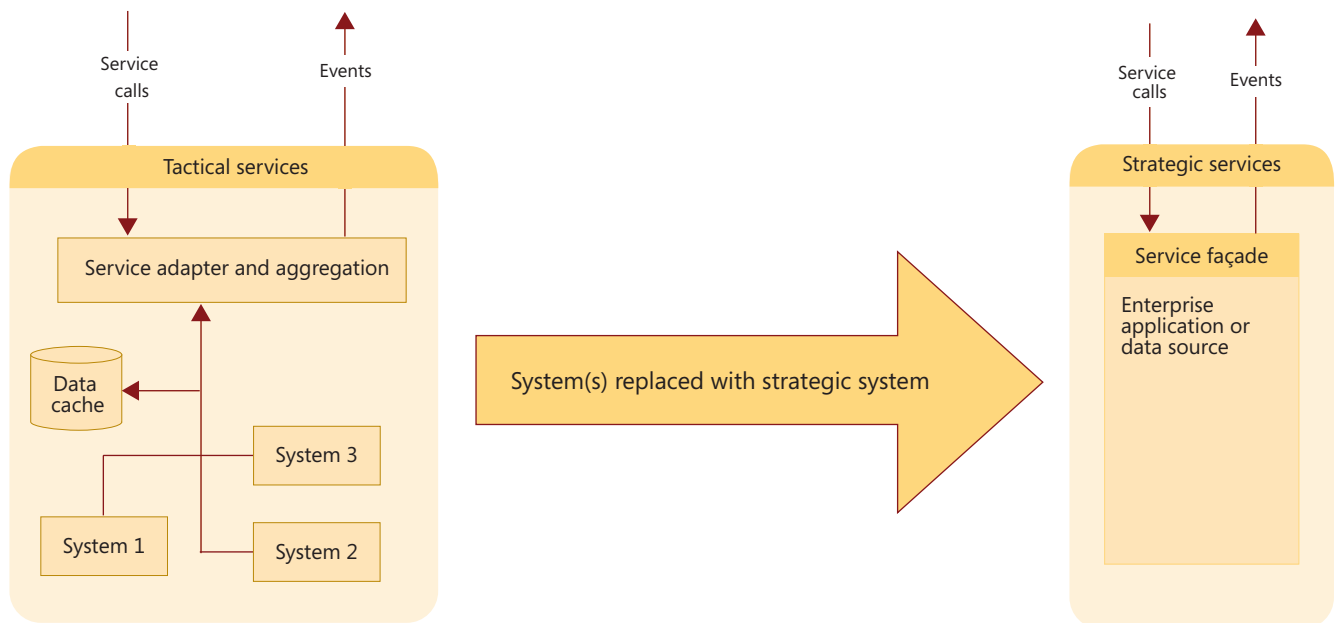 Service
calls
Events
Tactical services
Service adapter and aggregation
Data
cache
System 3
System 1
System 2
System(s) replaced with strategic system
Service
calls
Events
Strategic services
Service façade
Enterprise
application or
data source